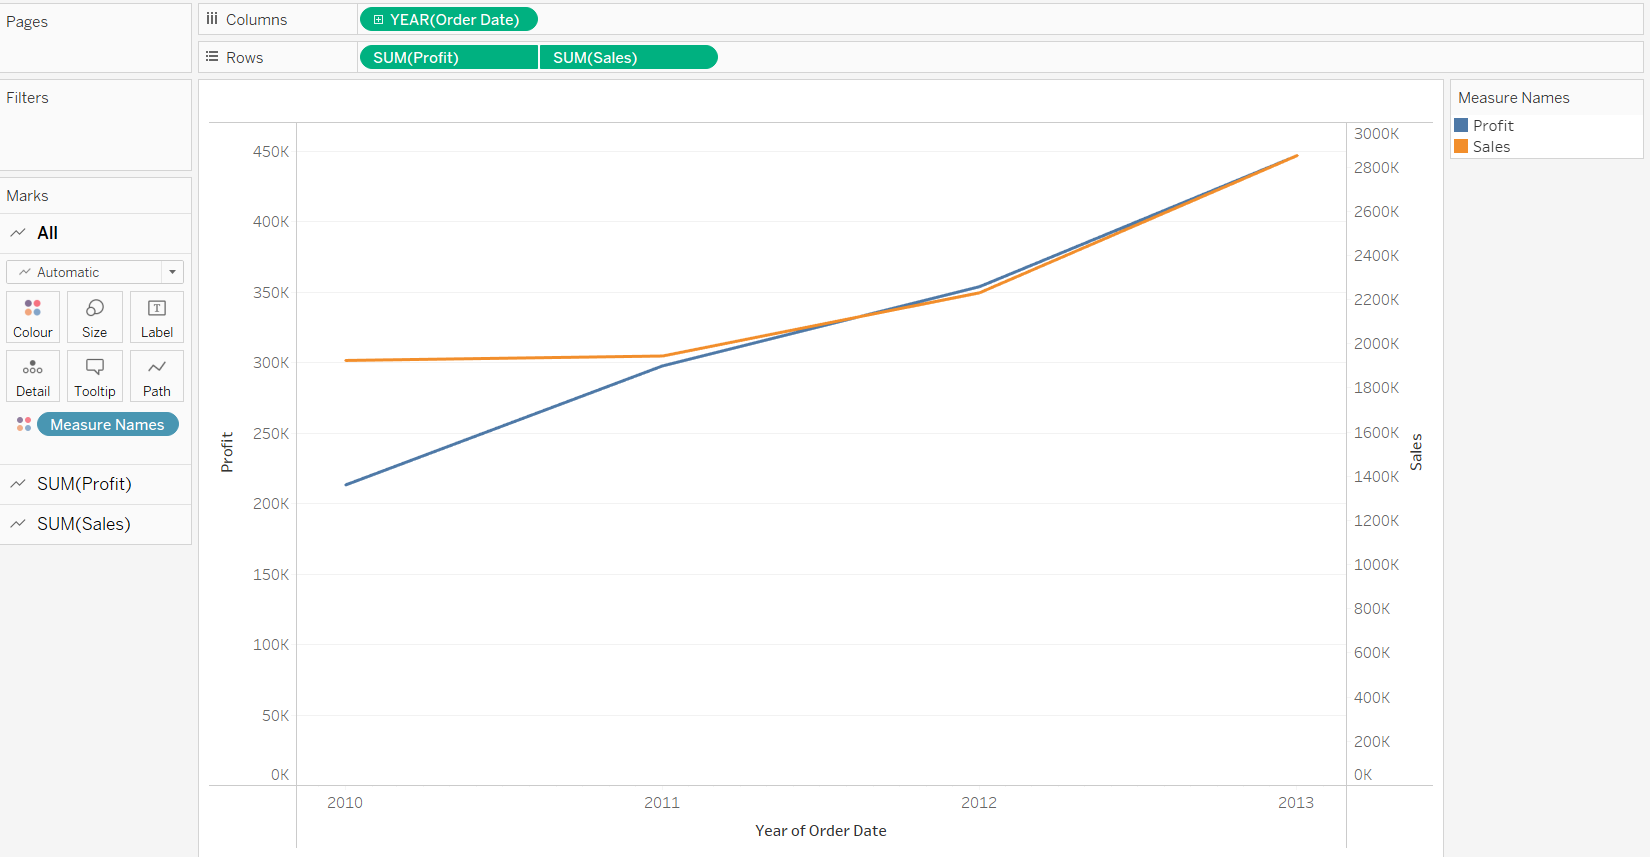 Pages
Columns
YEAR(Order Date)
Rows
SUM(Profit)
SUM(Sales)
Filters
Marks
All
Automatic
Colour
Size
Label
Detail
Tooltip
Path
Measure Names
SUM(Profit)
SUM(Sales)
Profit
450K
400K
350K
300K
250K
200K
150K
100K
50K
0K
3000K
2800K
2600K
2400K
2200K
2000K
1800K
1600K
1400K
1200K
1000K
800K
600K
400K
200K
0K
Sales
2010
2011
2012
2013
Year of Order Date
Measure Names
Profit
Sales